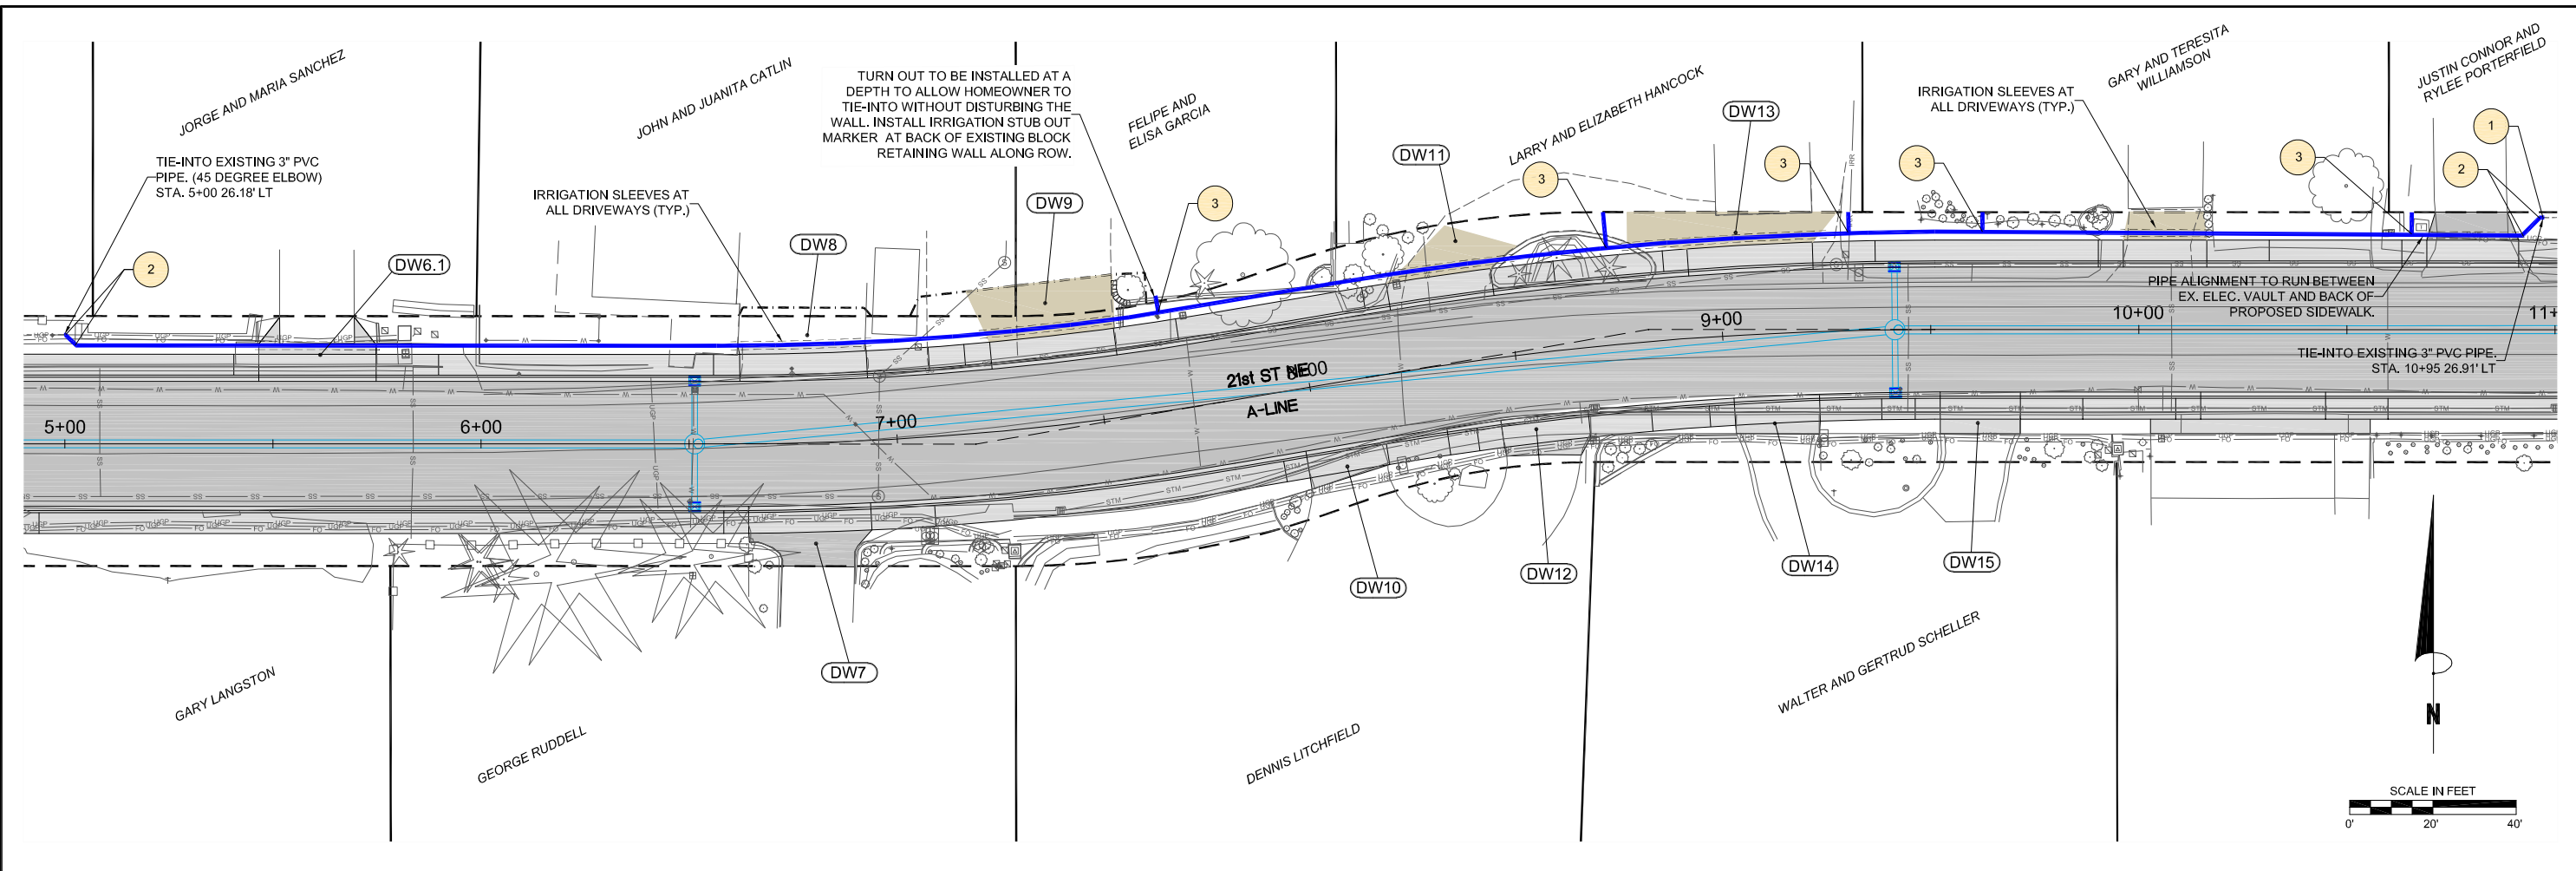 JORGE AND MARIA SANCHEZ
JOHN AND JUANITA CATLIN
TURN OUT TO BE INSTALLED AT A
DEPTH TO ALLOW HOMEOWNER TO
TIE-INTO WITHOUT DISTURBING THE
WALL. INSTALL IRRIGATION STUB OUT
MARKER AT BACK OF EXISTING BLOCK
RETAINING WALL ALONG ROW.
FELIPE AND
ELISA GARCIA
LARRY AND ELIZABETH HANCOCK
GARY AND TERESITA
WILLIAMSON
JUSTIN CONNOR AND
RYLEE PORTERFIELD
TIE-INTO EXISTING 3" PVC
PIPE. (45 DEGREE ELBOW)
STA. 5+00 26.18' LT
IRRIGATION SLEEVES AT
ALL DRIVEWAYS (TYP.)
IRRIGATION SLEEVES AT
ALL DRIVEWAYS (TYP.)
2
DW6.1
DW8
DW9
3
DW11
3
DW13
3
3
3
1
2
IRR
PIPE ALIGNMENT TO RUN BETWEEN
EX. ELEC. VAULT AND BACK OF
PROPOSED SIDEWALK.
TIE-INTO EXISTING 3" PVC PIPE.
STA. 10+95 26.91' LT
5+00
6+00
7+00
21st ST NE
A-LINE
9+00
10+00
11+
DW7
DW10
DW12
DW14
DW15
GARY LANGSTON
GEORGE RUDDELL
DENNIS LITCHFIELD
WALTER AND GERTRUD SCHELLER
N
SCALE IN FEET
0' 20' 40'